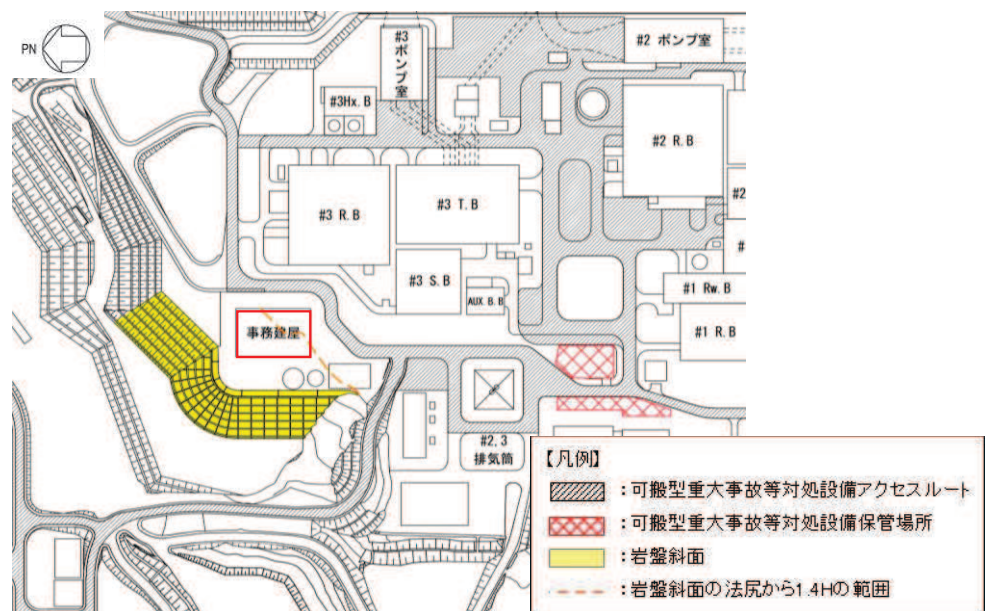 PN
#3ポンプ室
#2 ポンプ室
#3Hx.B
#2 R.B
#3 R.B
#3 T.B
#2
#
#3 S.B
AUX B.B
#1 Rw.B
#1 R.B
事務建屋
#2,3
排気筒
【凡例】
：可搬型重大事故等対処設備アクセスルート
：可搬型重大事故等対処設備保管場所
：岩盤斜面
：岩盤斜面の法尻から1.4Hの範囲